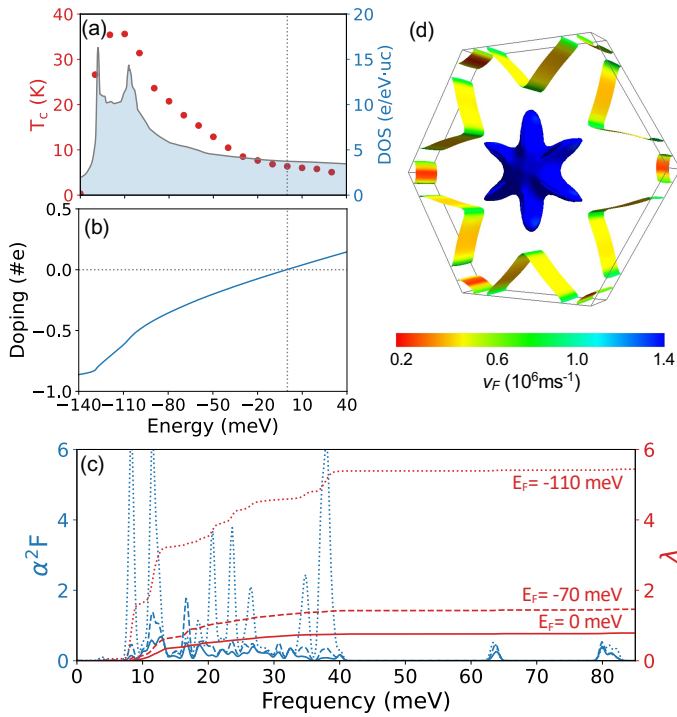 (a)
40
30
20
10
0
T_c (K)
20
15
10
5
0
DOS (e/eV·uc)
(b)
0.5
0.0
−0.5
−1.0
Doping (#e)
−140 −110 −80 −50 −20 10 40
Energy (meV)
(d)
0.2 0.6 1.0 1.4
v_F (10⁶ms⁻¹)
(c)
6
4
2
0
α²F
6
4
2
0
λ
E_F= -110 meV
E_F= -70 meV
E_F= 0 meV
0 10 20 30 40 50 60 70 80
Frequency (meV)